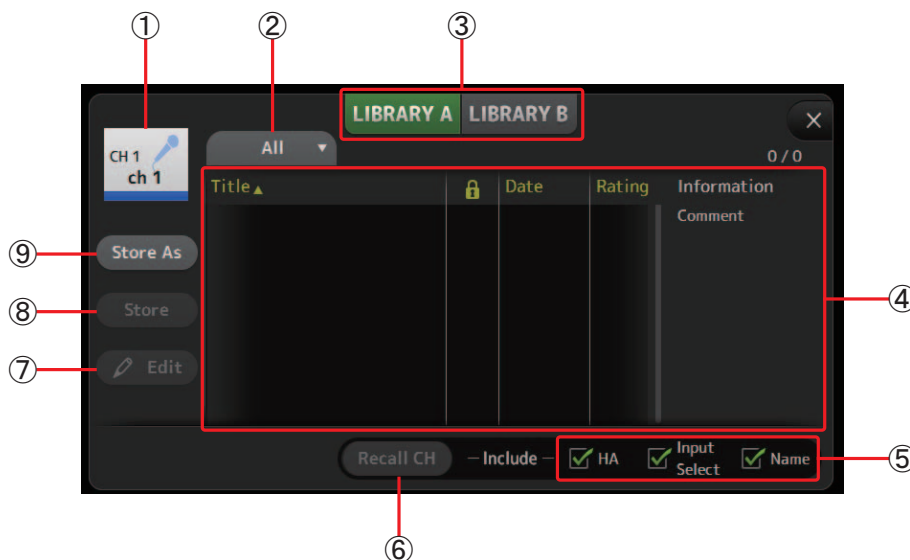 ① ② ③
LIBRARY A LIBRARY B
All
0 / 0
CH 1
ch 1
Title Date Rating Information
Comment
⑨ Store As
④
⑧ Store
⑦ Edit
Recall CH Include HA Input Select Name ⑤
⑥